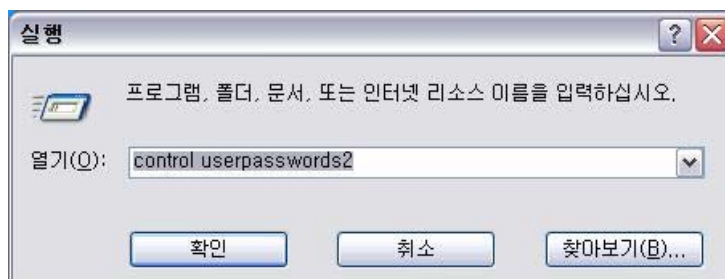 실행
프로그램, 폴더, 문서, 또는 인터넷 리소스 이름을 입력하십시오.
열기(O): control userpasswords2
확인 취소 찾아보기(B)...